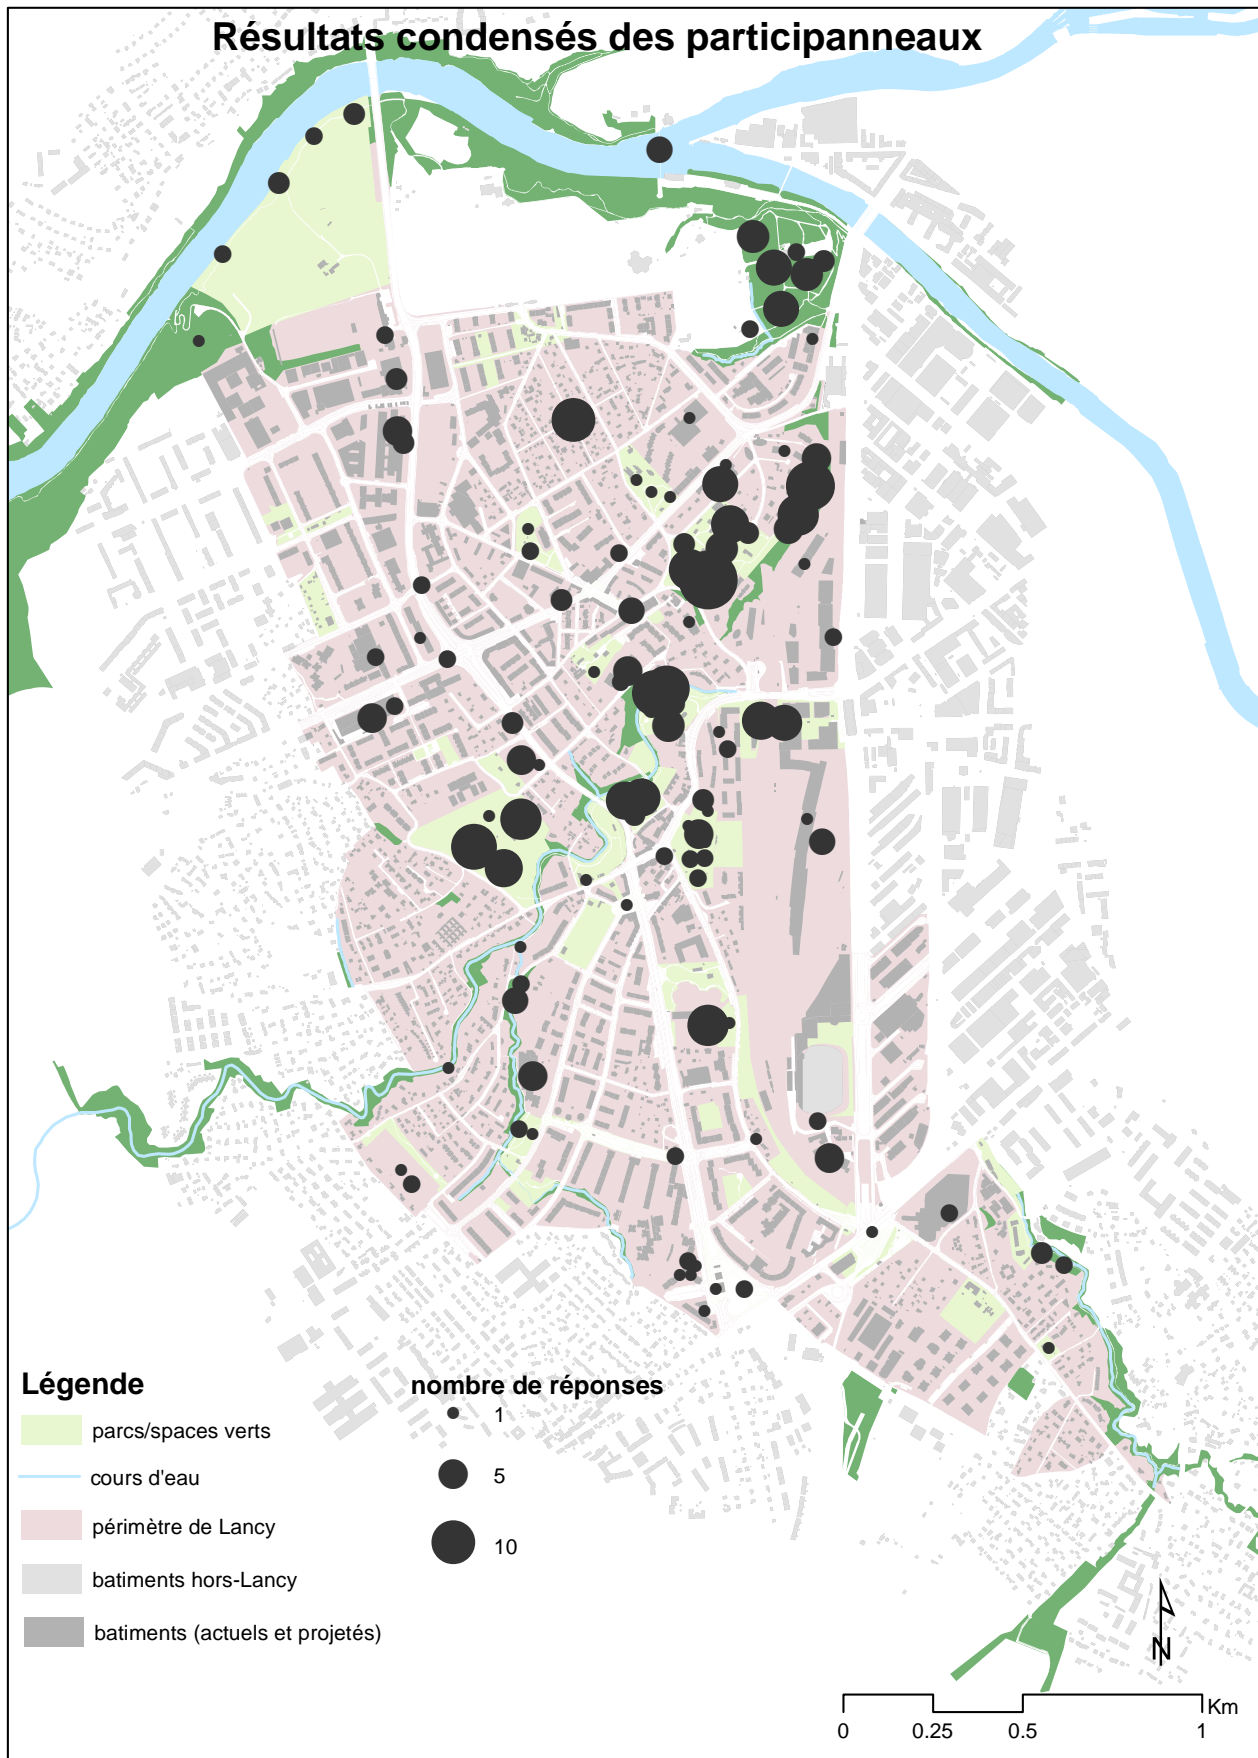 Résultats condensés des participanneaux
Légende
parcs/spaces verts
cours d'eau
périmètre de Lancy
batiments hors-Lancy
batiments (actuels et projetés)
nombre de réponses
1
5
10
N
Km
0 0.25 0.5 1